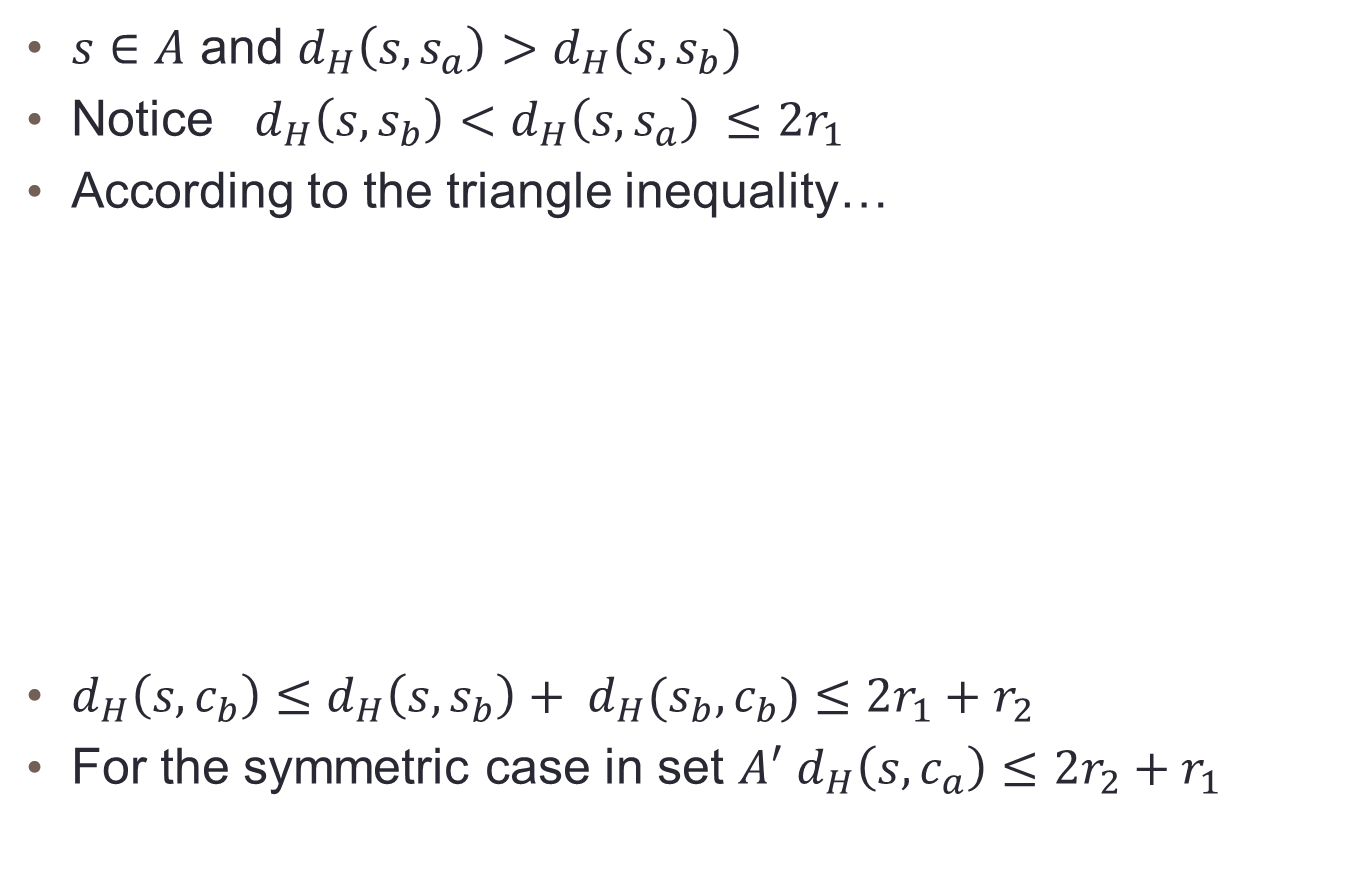 • s ∈ A and d_H(s, s_a) > d_H(s, s_b)
• Notice d_H(s, s_b) < d_H(s, s_a) ≤ 2r_1
• According to the triangle inequality…
• d_H(s, c_b) ≤ d_H(s, s_b) + d_H(s_b, c_b) ≤ 2r_1 + r_2
• For the symmetric case in set A′ d_H(s, c_a) ≤ 2r_2 + r_1